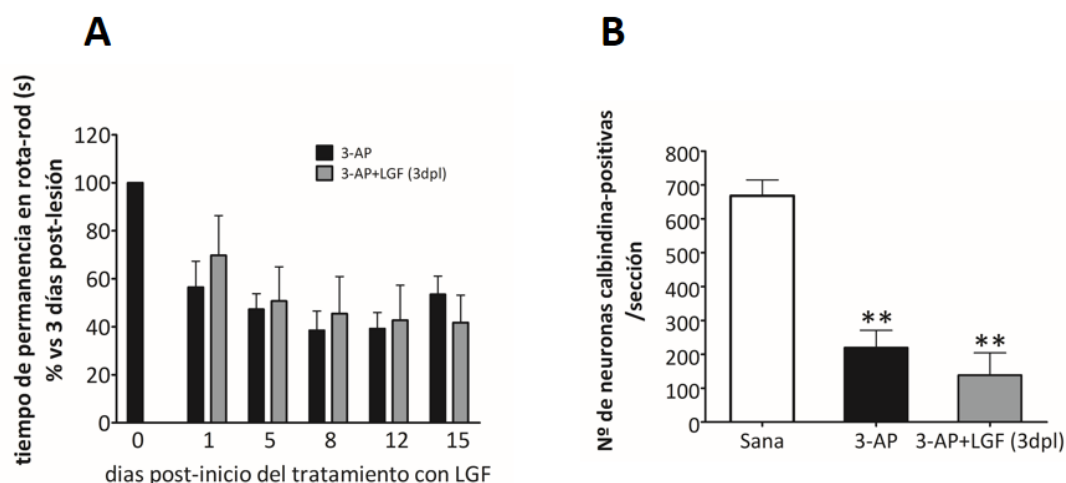 A
tiempo de permanencia en rota-rod (s)
% vs 3 días post-lesión
120
100
80
60
40
20
0
3-AP
3-AP+LGF (3dpl)
0 1 5 8 12 15
dias post-inicio del tratamiento con LGF
B
Nº de neuronas calbindina-positivas
/sección
800
700
600
500
400
300
200
100
0
** **
Sana 3-AP 3-AP+LGF (3dpl)